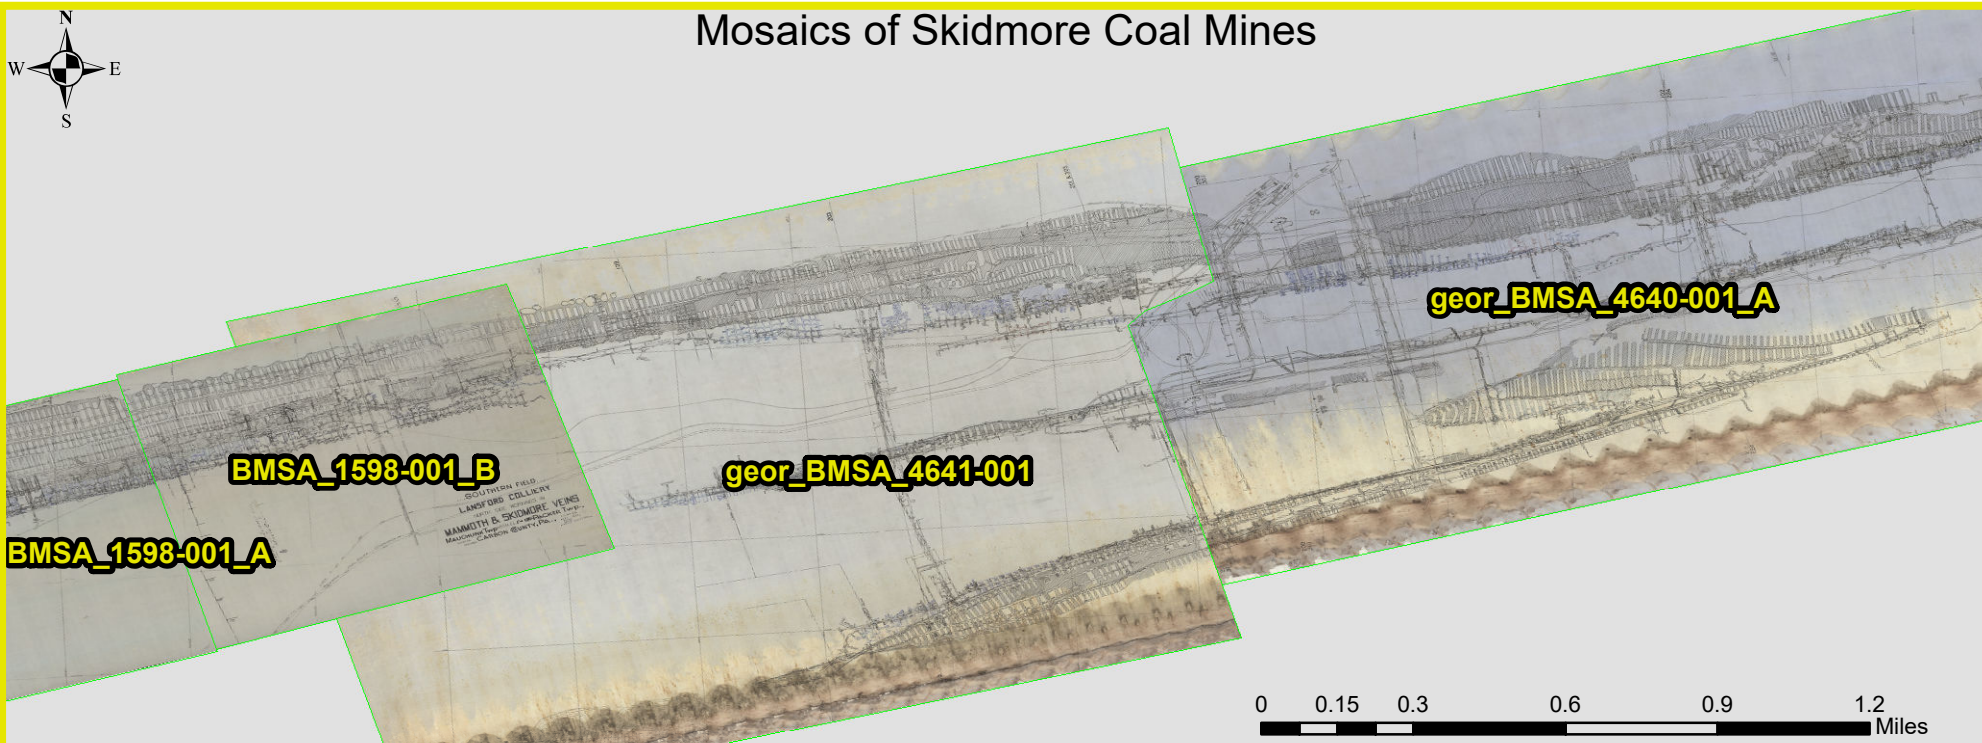 Mosaics of Skidmore Coal Mines
N
W E
S
geor_BMSA_4640-001_A
BMSA_1598-001_B
geor_BMSA_4641-001
SOUTHERN FIELD
LANSFORD COLLIERY
MAMMOTH & SKIDMORE VEINS
CARBON COUNTY, PA.
BMSA_1598-001_A
0 0.15 0.3 0.6 0.9 1.2
Miles